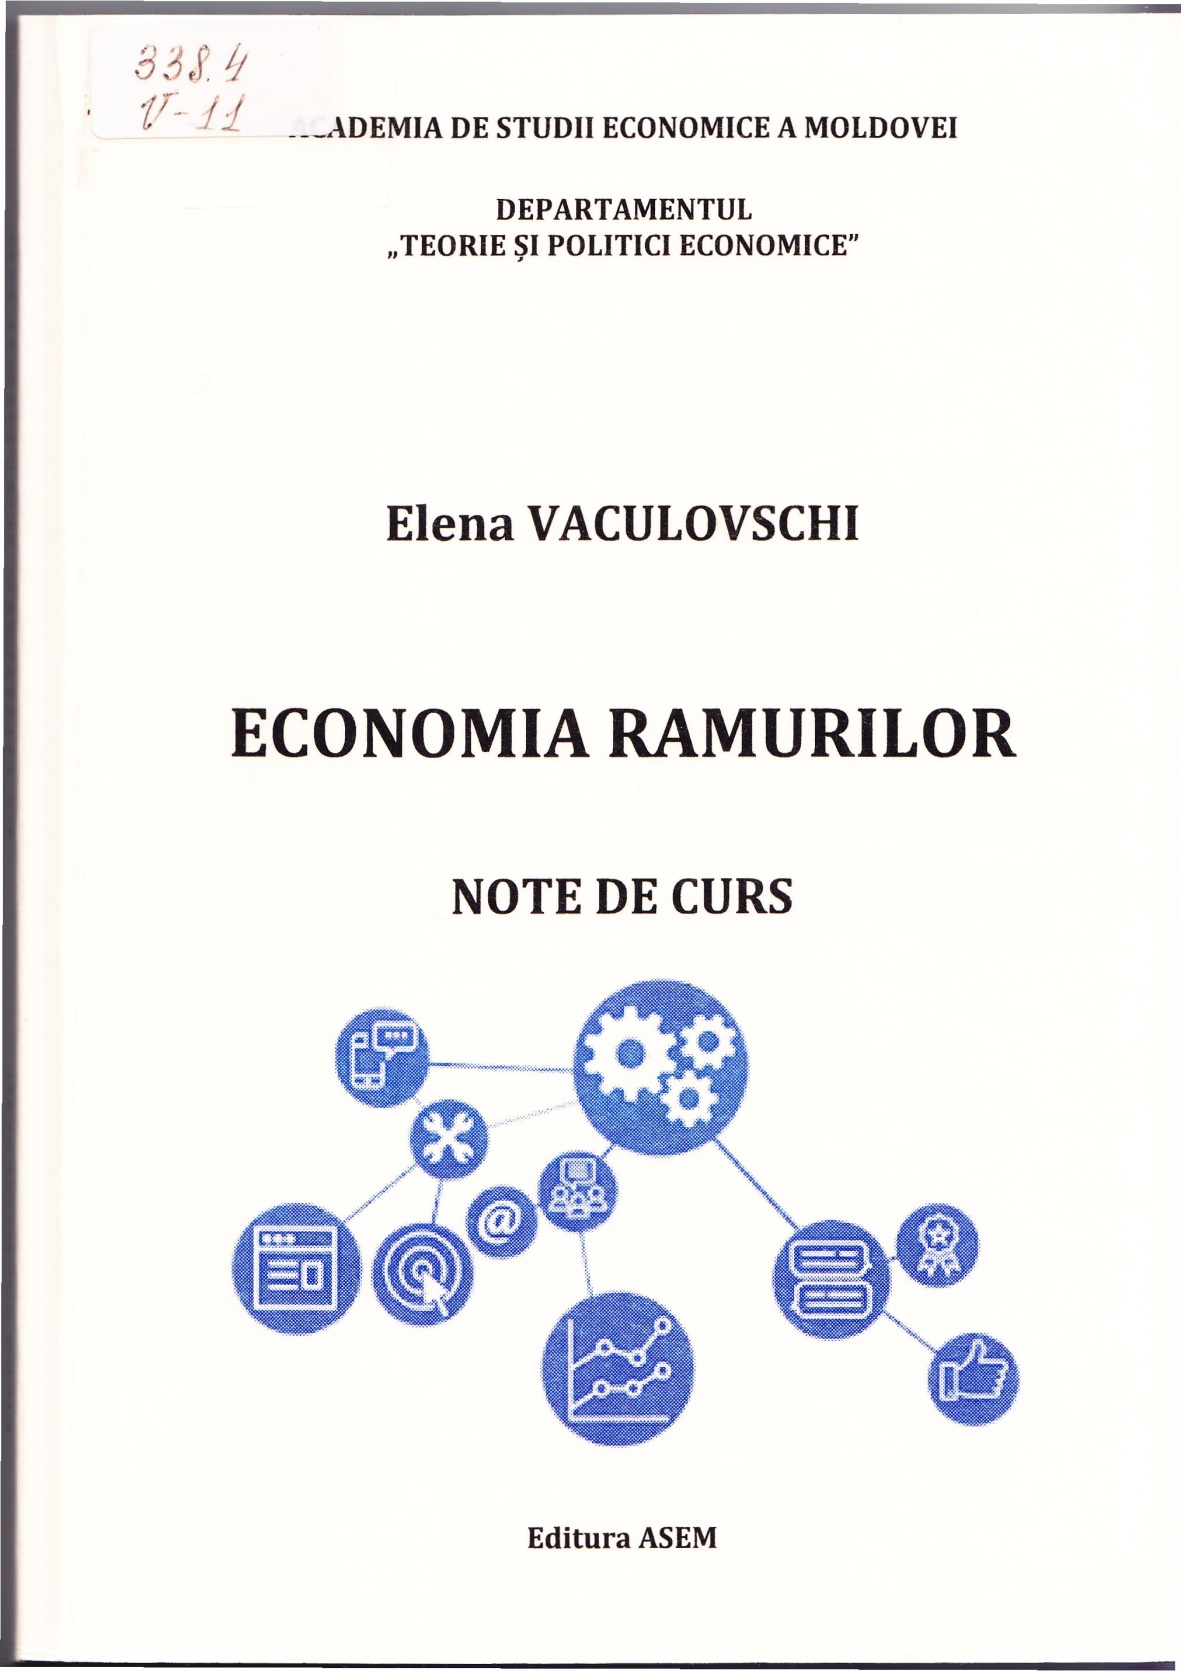 338.4
V-11
ACADEMIA DE STUDII ECONOMICE A MOLDOVEI
DEPARTAMENTUL
„TEORIE ȘI POLITICI ECONOMICE”
Elena VACULOVSCHI
ECONOMIA RAMURILOR
NOTE DE CURS
@
Editura ASEM